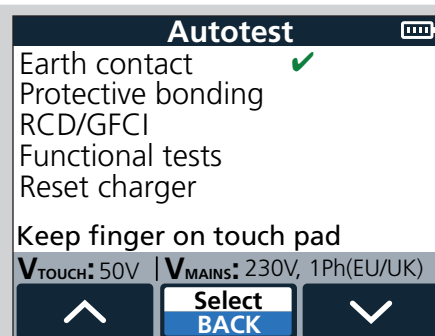 Autotest
Earth contact ✔
Protective bonding
RCD/GFCI
Functional tests
Reset charger
Keep finger on touch pad
VTOUCH: 50V | VMAINS: 230V, 1Ph(EU/UK)
Select
BACK